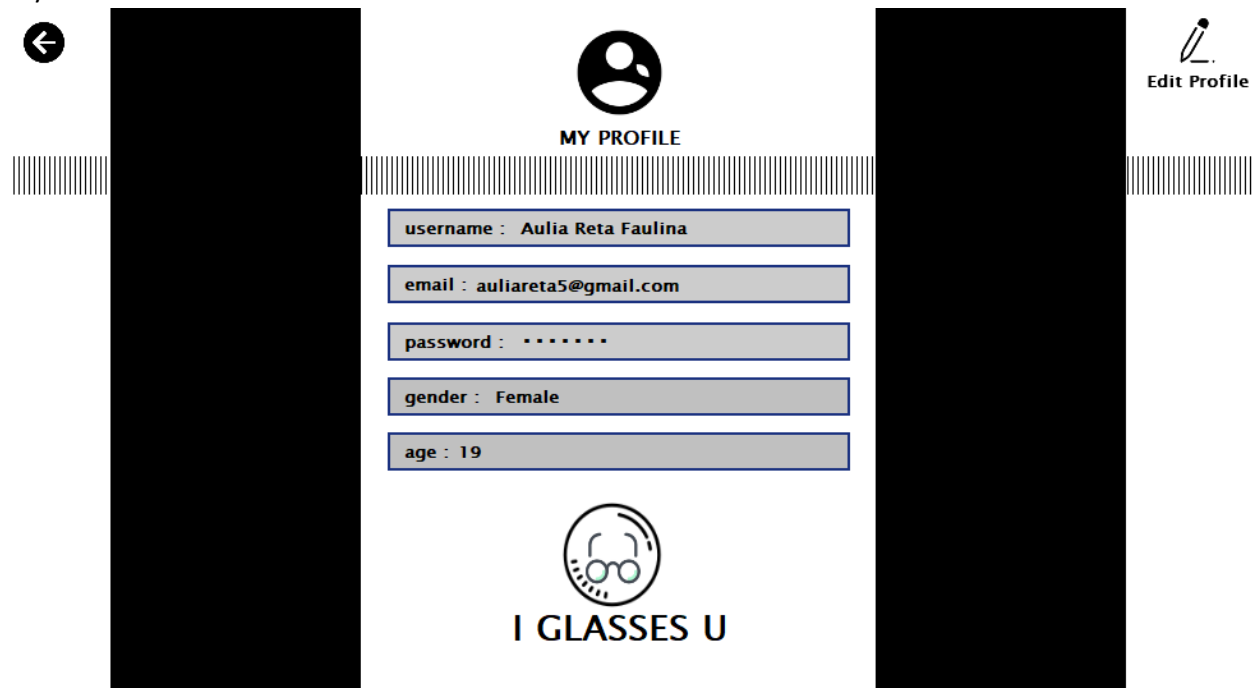 Edit Profile
MY PROFILE
username : Aulia Reta Faulina
email : auliareta5@gmail.com
password : ·······
gender : Female
age : 19
I GLASSES U